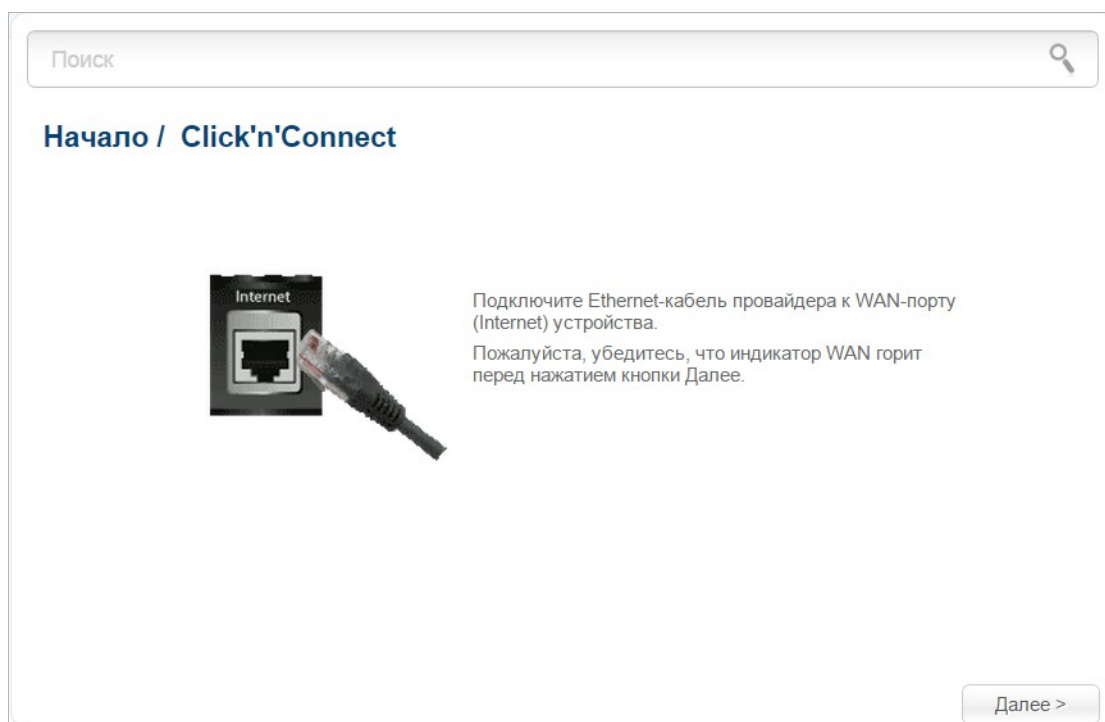 Поиск
Начало /  Click'n'Connect
Internet
Подключите Ethernet-кабель провайдера к WAN-порту
(Internet) устройства.
Пожалуйста, убедитесь, что индикатор WAN горит
перед нажатием кнопки Далее.
Далее >